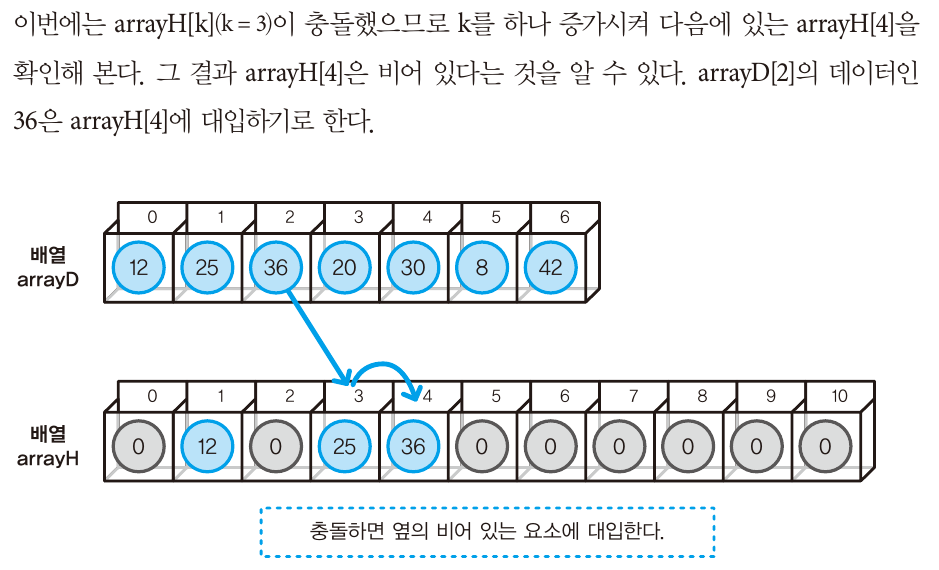 이번에는 arrayH[k](k = 3)이 충돌했으므로 k를 하나 증가시켜 다음에 있는 arrayH[4]을
확인해 본다. 그 결과 arrayH[4]은 비어 있다는 것을 알 수 있다. arrayD[2]의 데이터인
36은 arrayH[4]에 대입하기로 한다.
0 1 2 3 4 5 6
배열
arrayD
12 25 36 20 30 8 42
0 1 2 3 4 5 6 7 8 9 10
배열
arrayH
0 12 0 25 36 0 0 0 0 0 0
충돌하면 옆의 비어 있는 요소에 대입한다.